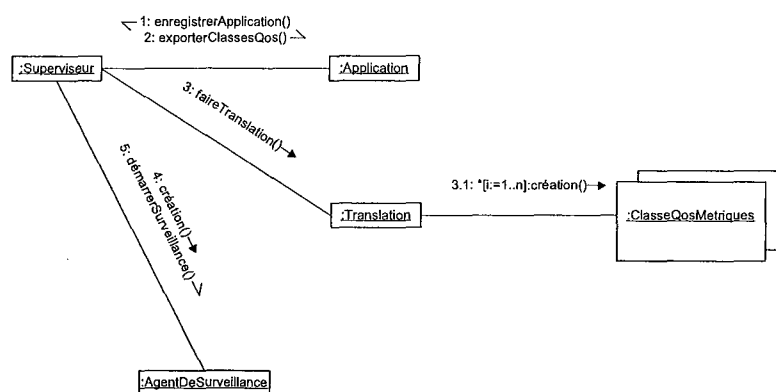 1: enregistrerApplication()
2: exporterClassesQos()
:Superviseur
:Application
3: faireTranslation()
4: création()
5: démarrerSurveillance()
3.1: *[i:=1..n]:création()
:Translation
:ClasseQosMetriques
:AgentDeSurveillance